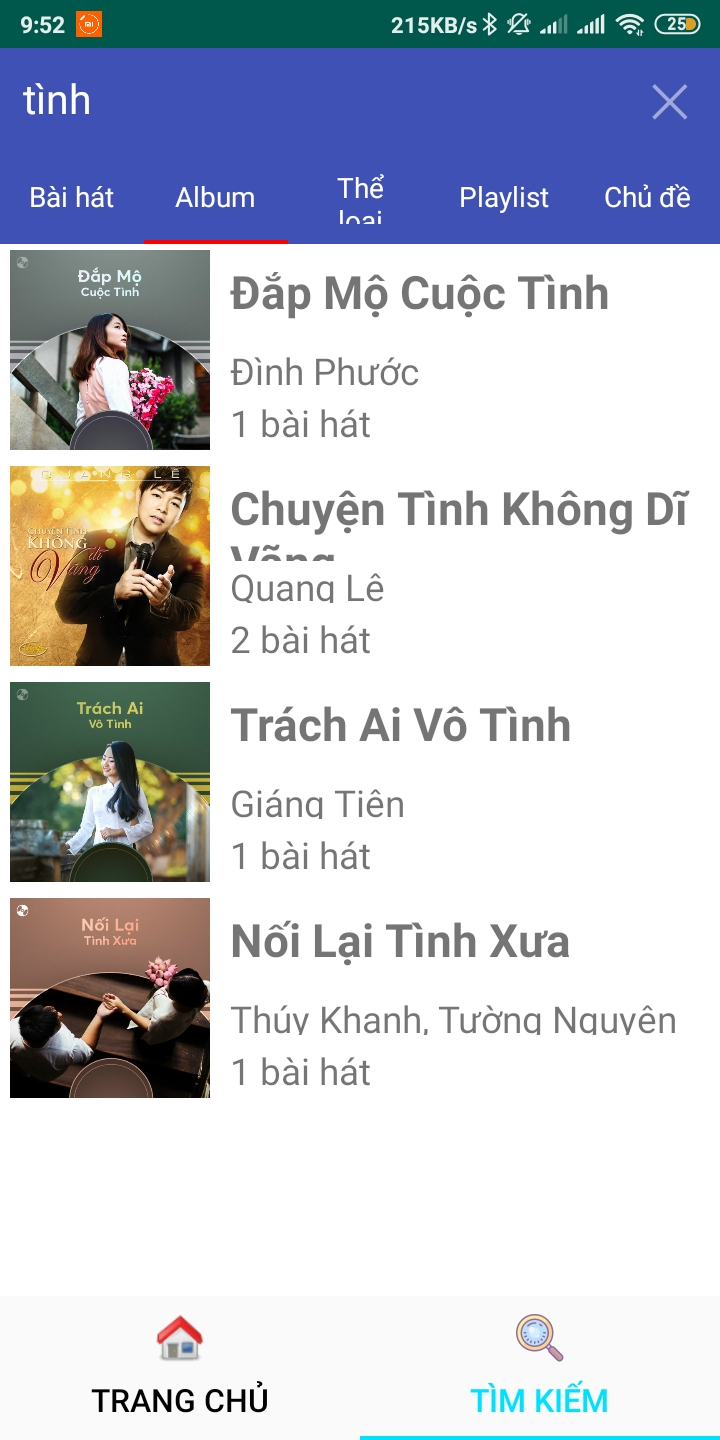 9:52
215KB/s
25
tình
Bài hát
Album
Thể
loại
Playlist
Chủ đề
Đắp Mộ
Cuộc Tình
Đắp Mộ Cuộc Tình
Đình Phước
1 bài hát
QUANG LÊ
CHUYỆN TÌNH
KHÔNG dĩ
Vãng
Chuyện Tình Không Dĩ
Vãng
Quang Lê
2 bài hát
Trách Ai
Vô Tình
Trách Ai Vô Tình
Giáng Tiên
1 bài hát
Nối Lại
Tình Xưa
Nối Lại Tình Xưa
Thúy Khanh, Tường Nguyên
1 bài hát
TRANG CHỦ
TÌM KIẾM